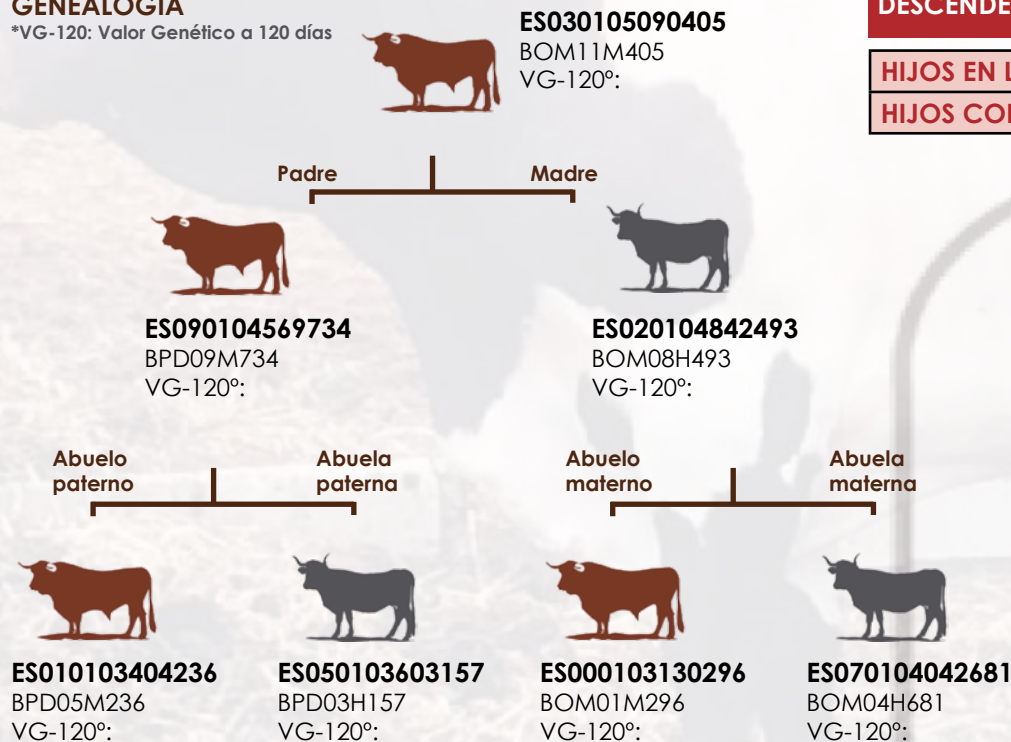 GENEALOGÍA
*VG-120: Valor Genético a 120 días
ES030105090405
BOM11M405
VG-120º:
HIJOS EN
Padre
Madre
ES090104569734
BPD09M734
VG-120º:
ES020104842493
BOM08H493
VG-120º:
Abuelo
paterno
Abuela
paterna
Abuelo
materno
Abuela
materna
ES010103404236
BPD05M236
VG-120º:
ES050103603157
BPD03H157
VG-120º:
ES000103130296
BOM01M296
VG-120º:
ES070104042681
BOM04H681
VG-120º: